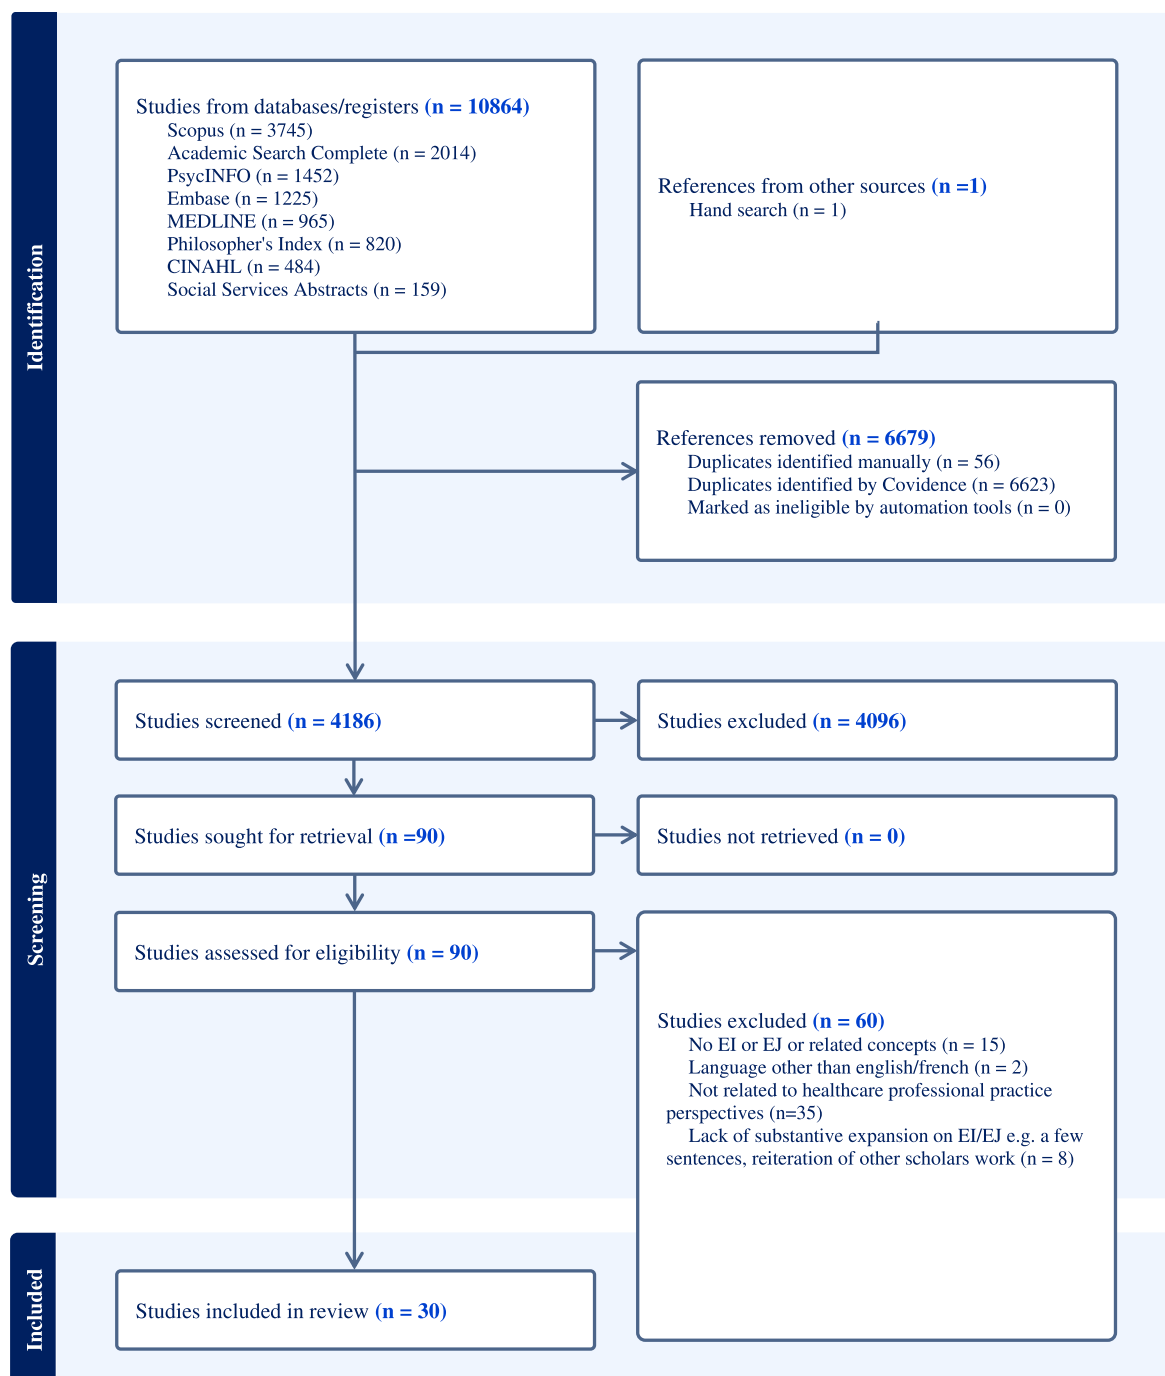 Identification
Studies from databases/registers (n = 10864)
Scopus (n = 3745)
Academic Search Complete (n = 2014)
PsycINFO (n = 1452)
Embase (n = 1225)
MEDLINE (n = 965)
Philosopher's Index (n = 820)
CINAHL (n = 484)
Social Services Abstracts (n = 159)
References from other sources (n =1)
Hand search (n = 1)
References removed (n = 6679)
Duplicates identified manually (n = 56)
Duplicates identified by Covidence (n = 6623)
Marked as ineligible by automation tools (n = 0)
Screening
Studies screened (n = 4186)
Studies excluded (n = 4096)
Studies sought for retrieval (n =90)
Studies not retrieved (n = 0)
Studies assessed for eligibility (n = 90)
Studies excluded (n = 60)
No EI or EJ or related concepts (n = 15)
Language other than english/french (n = 2)
Not related to healthcare professional practice
perspectives (n=35)
Lack of substantive expansion on EI/EJ e.g. a few
sentences, reiteration of other scholars work (n = 8)
Included
Studies included in review (n = 30)